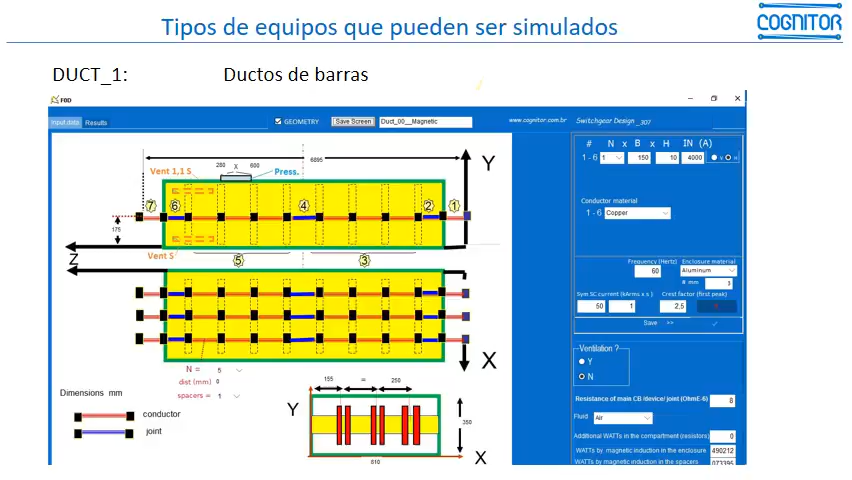 Tipos de equipos que pueden ser simulados
COGNITOR
DUCT_1:
Ductos de barras
FGD
Input data
Results
GEOMETRY
Save Screen
Duct_00__Magnetic
www.cognitor.com.br
Switchgear Design _307
6895
280
X
600
Y
Vent 1,1 S
Press.
7
6
4
2
1
175
Vent S
Z
5
3
X
N = 5
dist (mm) 0
spacers = 1
Dimensions mm
conductor
joint
155
=
250
Y
350
810
X
# N x B x H IN (A)
1 - 6
1
150
10
4000
V
H
Conductor material
1 - 6
Copper
Frequency (Hertz)
60
Enclosure material
Aluminum
# mm
3
Sym SC current (kArms x s )
50
1
Crest factor (first peak)
2.5
Save >>
Ventilation ?
Y
N
Resistance of main CB /device/ joint (OhmE-6)
8
Fluid
Air
Additional WATTs in the compartment (resistors)
0
WATTs by magnetic induction in the enclosure
490212
WATTs by magnetic induction in the spacers
073395